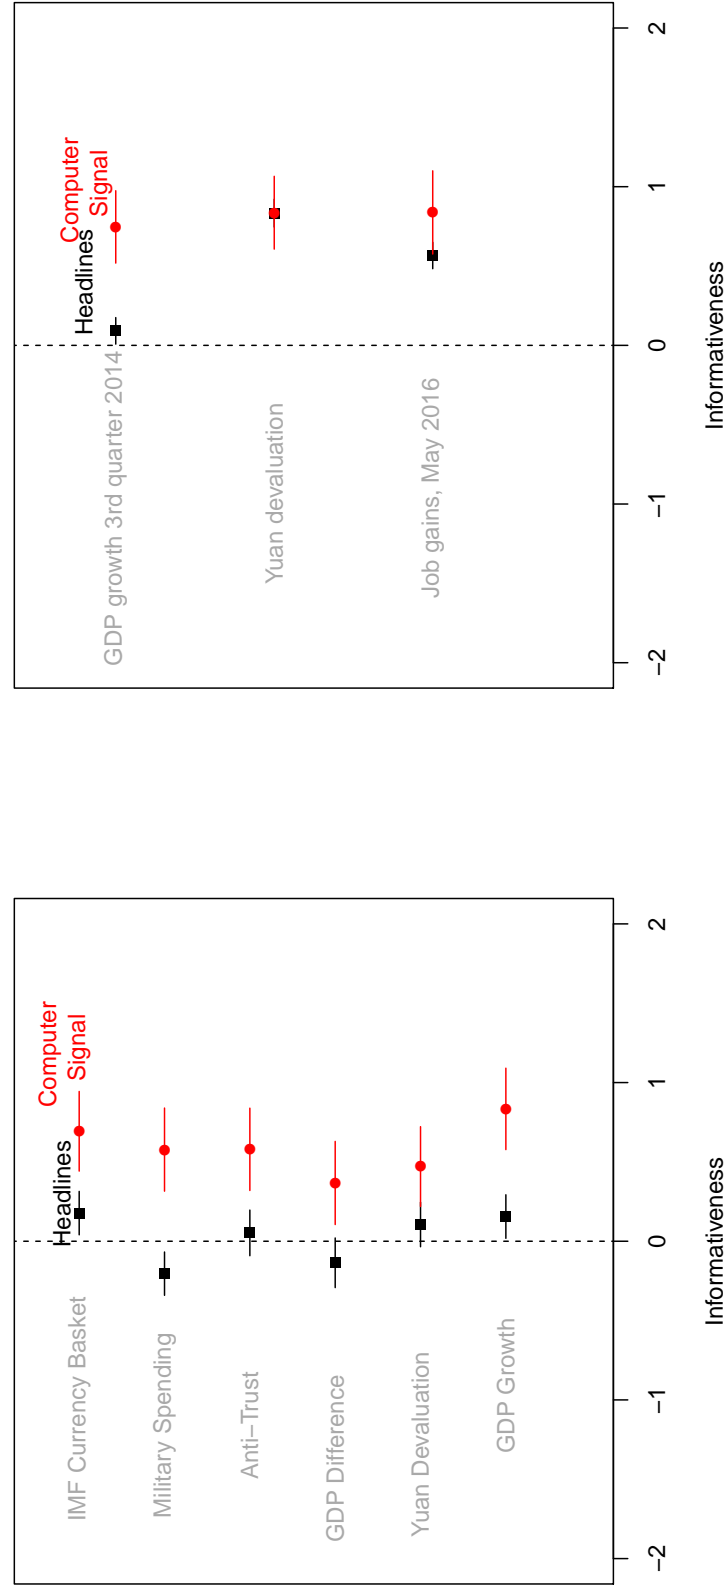 Headlines
Computer
Signal
IMF Currency Basket
Military Spending
Anti−Trust
GDP Difference
Yuan Devaluation
GDP Growth
−2
−1
0
1
2
Informativeness
Computer
Signal
Headlines
GDP growth 3rd quarter 2014
Yuan devaluation
Job gains, May 2016
−2
−1
0
1
2
Informativeness